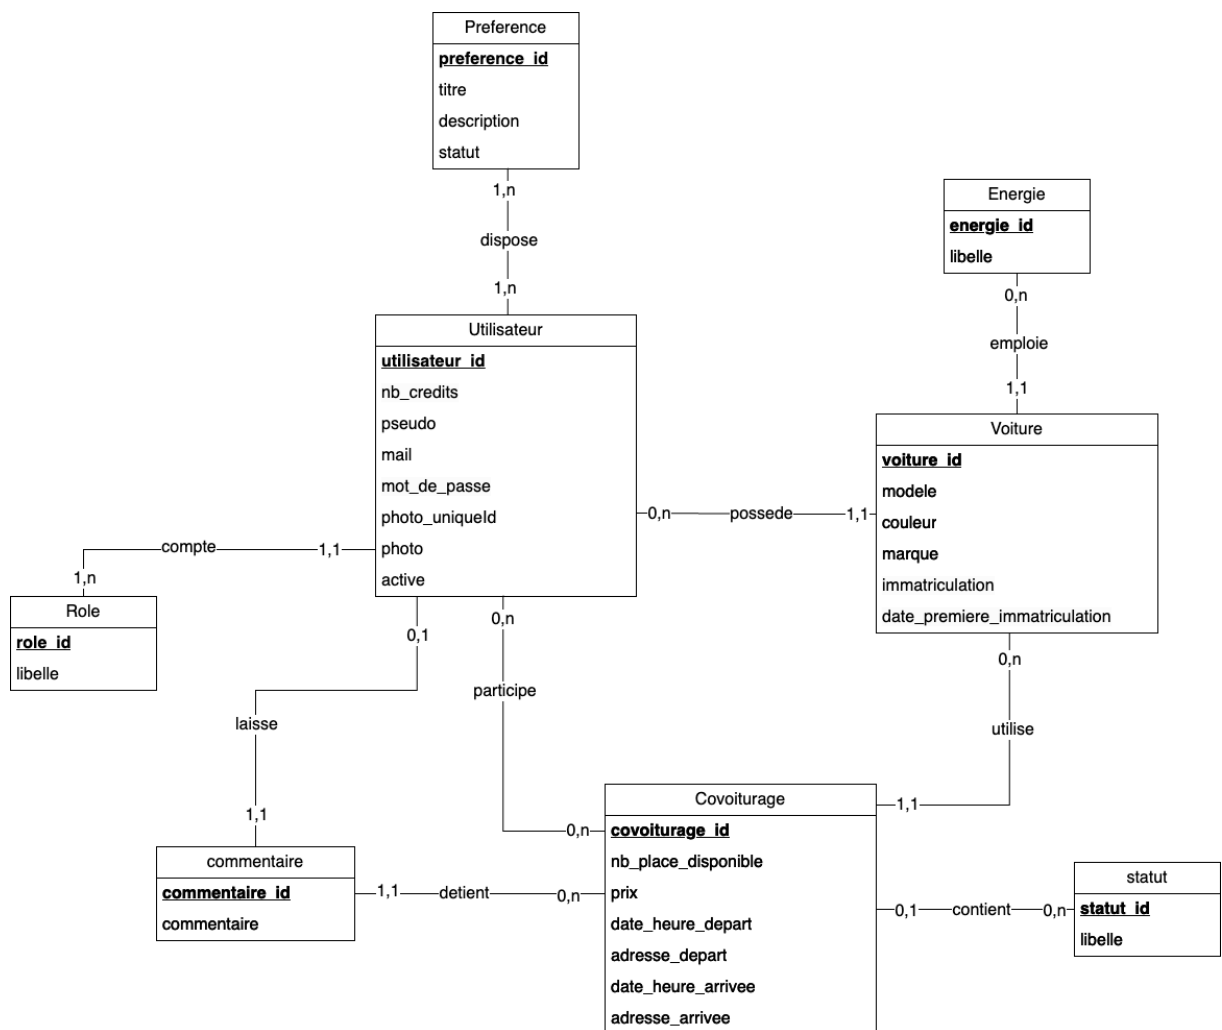 Preference
preference_id
titre
description
statut
1,n
dispose
1,n
Energie
energie_id
libelle
0,n
emploie
1,1
Utilisateur
utilisateur_id
nb_credits
pseudo
mail
mot_de_passe
photo_uniqueId
photo
active
Voiture
voiture_id
modele
couleur
marque
immatriculation
date_premiere_immatriculation
0,n
possede
1,1
compte
1,1
1,n
Role
role_id
libelle
0,1
laisse
1,1
0,n
participe
0,n
0,n
utilise
1,1
commentaire
commentaire_id
commentaire
1,1
detient
0,n
Covoiturage
covoiturage_id
nb_place_disponible
prix
date_heure_depart
adresse_depart
date_heure_arrivee
adresse_arrivee
0,1
contient
0,n
statut
statut_id
libelle